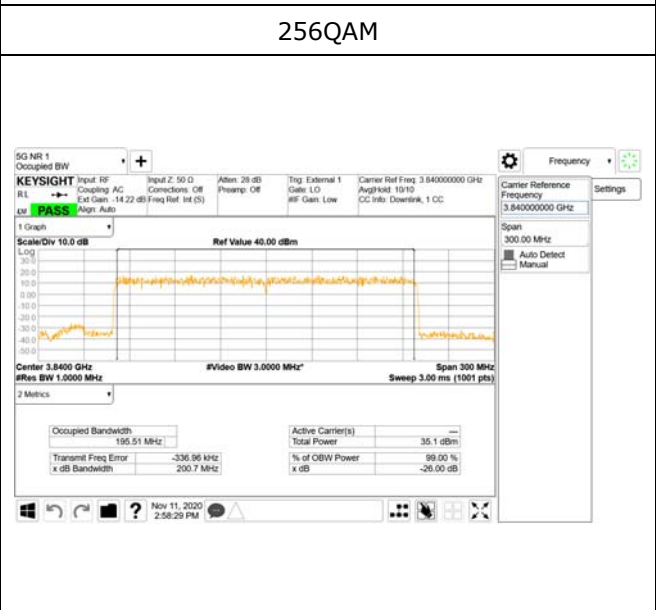 256QAM
5G NR 1
Occupied BW
Frequency
KEYSIGHT
Input: RF
Input Z: 50 Ω
Atten: 28 dB
Trig: External 1
Carrier Ref Freq: 3.840000000 GHz
R L
Coupling: AC
Corrections: Off
Preamp: Off
Gate: LO
Avg|Hold: 10/10
Ext Gain: -14.22 dB
Freq Ref: Int (S)
#IF Gain: Low
CC Info: Downlink, 1 CC
PASS
Align: Auto
Carrier Reference
Frequency
3.840000000 GHz
Settings
Span
300.00 MHz
Auto Detect
Manual
1 Graph
Scale/Div 10.0 dB
Ref Value 40.00 dBm
Log
30.0
20.0
10.0
0.00
-10.0
-20.0
-30.0
-40.0
-50.0
Center 3.8400 GHz
#Video BW 3.0000 MHz*
Span 300 MHz
#Res BW 1.0000 MHz
Sweep 3.00 ms (1001 pts)
2 Metrics
Occupied Bandwidth
195.51 MHz
Active Carrier(s)
---
Total Power
35.1 dBm
Transmit Freq Error
-336.96 kHz
% of OBW Power
99.00 %
x dB Bandwidth
200.7 MHz
x dB
-26.00 dB
?
Nov 11, 2020
2:58:29 PM